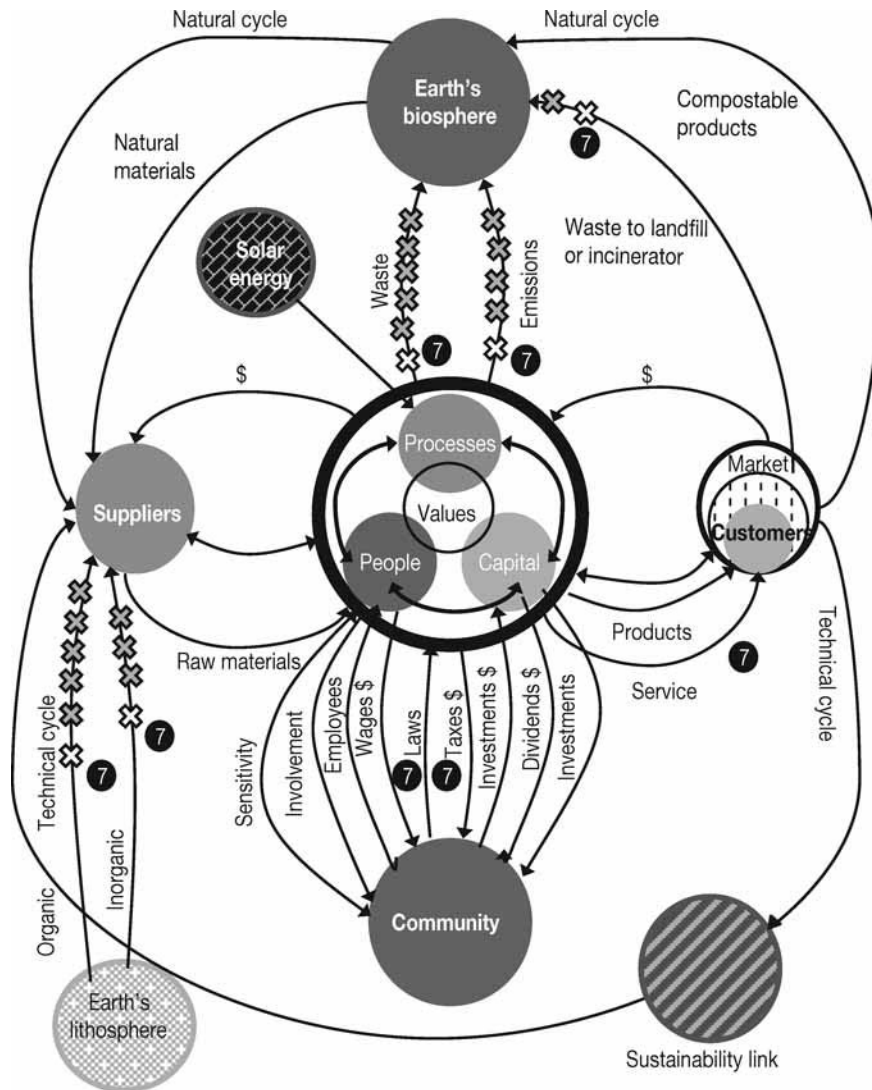 Natural cycle
Natural cycle
Earth's
biosphere
Compostable
products
7
Natural
materials
Solar
energy
Waste to landfill
or incinerator
Waste
Emissions
7
7
$
$
Processes
Market
Suppliers
Values
Customers
People
Capital
Raw materials
Products
7
Service
Technical cycle
Technical cycle
7
7
Organic
Inorganic
Sensitivity
Involvement
Employees
Wages $
7
Laws
7
Taxes $
Investments $
Dividends $
Investments
Community
Earth's
lithosphere
Sustainability link